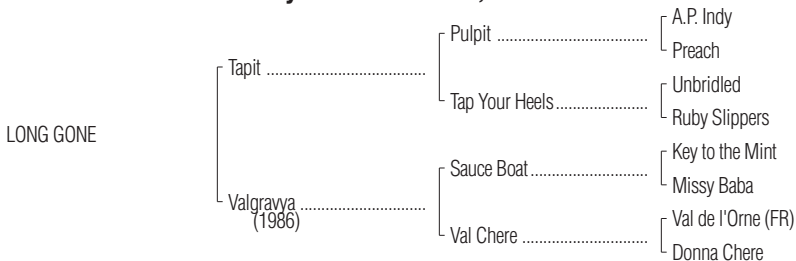 A.P. Indy
Pulpit
Preach
Tapit
Unbridled
Tap Your Heels
Ruby Slippers
LONG GONE
Key to the Mint
Sauce Boat
Missy Baba
Valgravya
(1986)
Val de l'Orne (FR)
Val Chere
Donna Chere